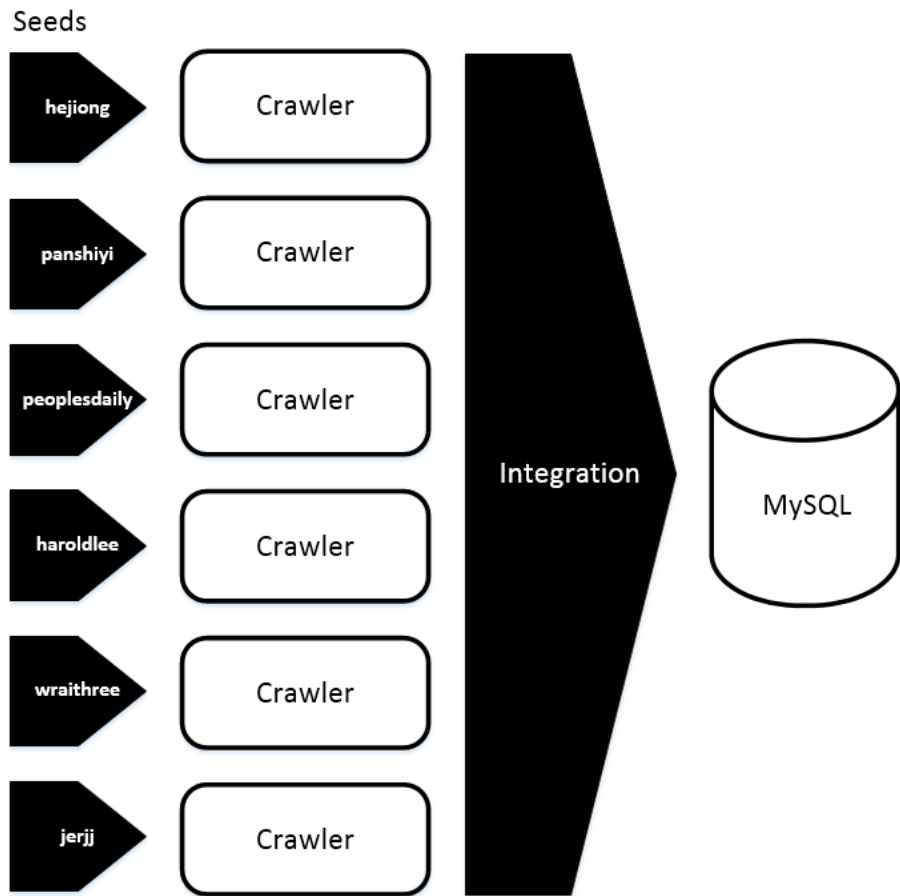 Seeds
hejiong
Crawler
panshiyi
Crawler
peoplesdaily
Crawler
Integration
MySQL
haroldlee
Crawler
wraithree
Crawler
jerjj
Crawler